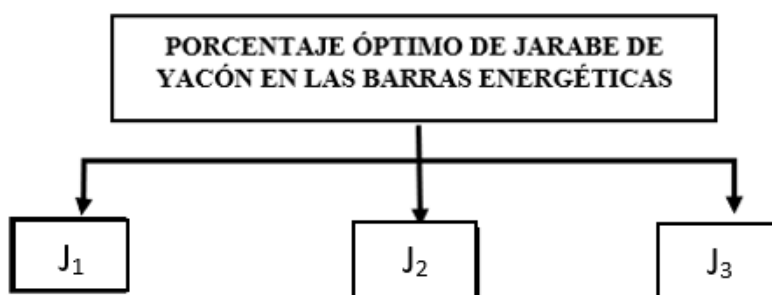 PORCENTAJE ÓPTIMO DE JARABE DE
YACÓN EN LAS BARRAS ENERGÉTICAS
J₁
J₂
J₃